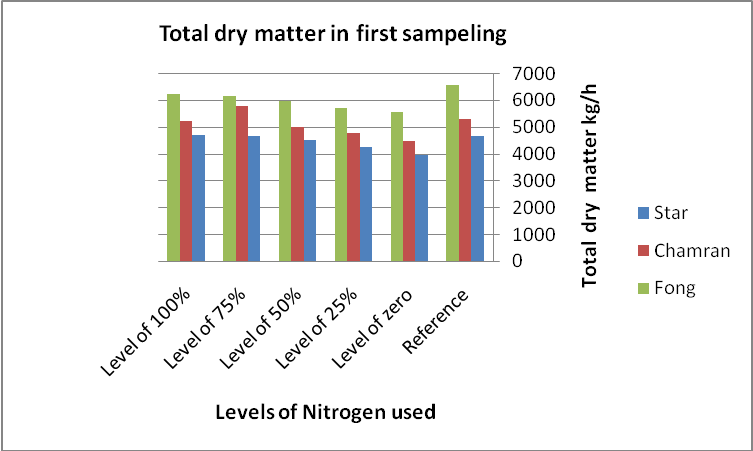 Total dry matter in first sampeling
7000
6000
5000
4000
3000
2000
1000
0
Total dry matter kg/h
Star
Chamran
Fong
Level of 100%
Level of 75%
Level of 50%
Level of 25%
Level of zero
Reference
Levels of Nitrogen used